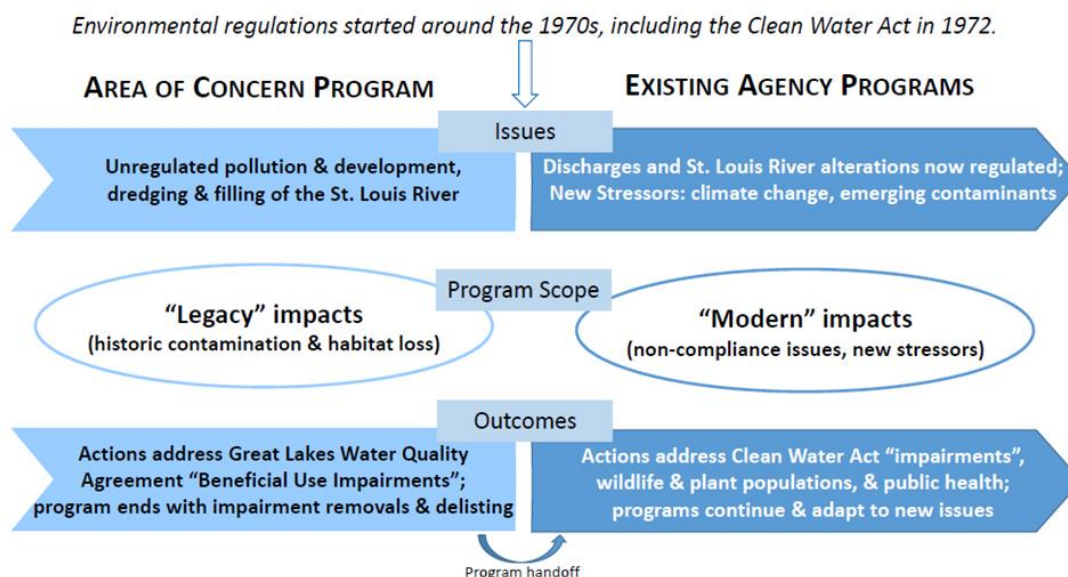 Environmental regulations started around the 1970s, including the Clean Water Act in 1972.
AREA OF CONCERN PROGRAM
EXISTING AGENCY PROGRAMS
Issues
Unregulated pollution & development,
dredging & filling of the St. Louis River
Discharges and St. Louis River alterations now regulated;
New Stressors: climate change, emerging contaminants
Program Scope
“Legacy” impacts
(historic contamination & habitat loss)
“Modern” impacts
(non-compliance issues, new stressors)
Outcomes
Actions address Great Lakes Water Quality
Agreement “Beneficial Use Impairments”;
program ends with impairment removals & delisting
Actions address Clean Water Act “impairments”,
wildlife & plant populations, & public health;
programs continue & adapt to new issues
Program handoff